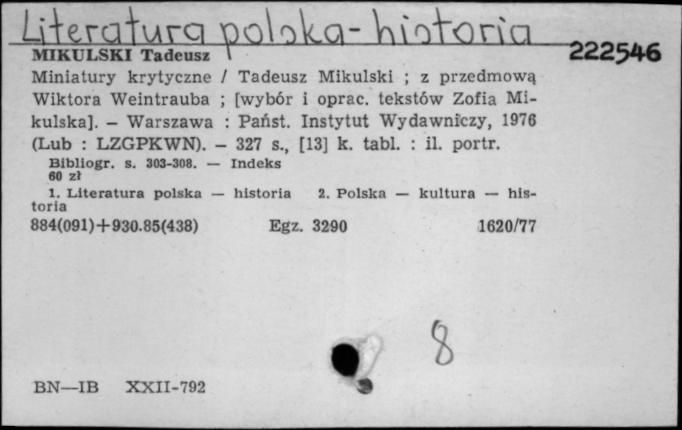 Literatura polska - historia
222546
MIKULSKI Tadeusz
Miniatury krytyczne / Tadeusz Mikulski ; z przedmową
Wiktora Weintrauba ; [wybór i oprac. tekstów Zofia Mi-
kulska]. — Warszawa : Państ. Instytut Wydawniczy, 1976
(Lub : LZGPKWN). — 327 s., [13] k. tabl. : il. portr.
Bibliogr. s. 303-308. — Indeks
60 zł
1. Literatura polska — historia 2. Polska — kultura — his-
toria
884(091)+930.85(438) Egz. 3290 1620/77
8
BN—IB XXII-792